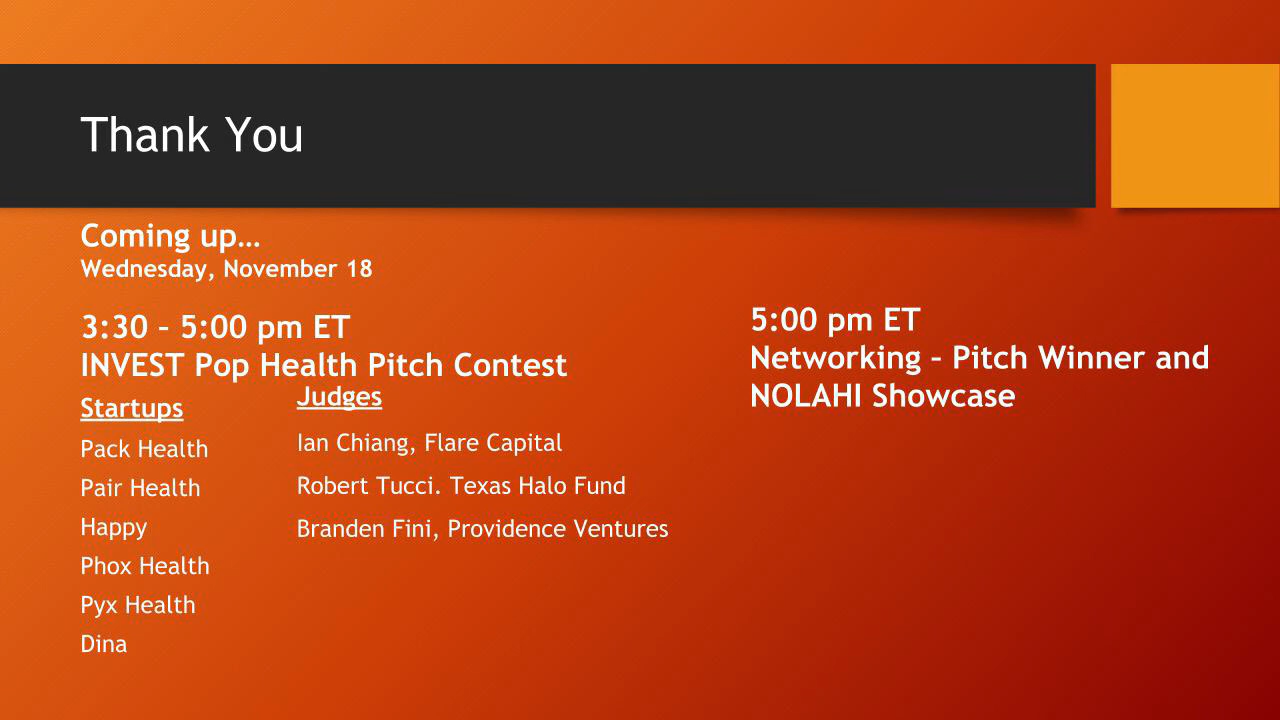 Thank You
Coming up…
Wednesday, November 18
3:30 – 5:00 pm ET
INVEST Pop Health Pitch Contest
Startups
Pack Health
Pair Health
Happy
Phox Health
Pyx Health
Dina
Judges
Ian Chiang, Flare Capital
Robert Tucci. Texas Halo Fund
Branden Fini, Providence Ventures
5:00 pm ET
Networking – Pitch Winner and
NOLAHI Showcase